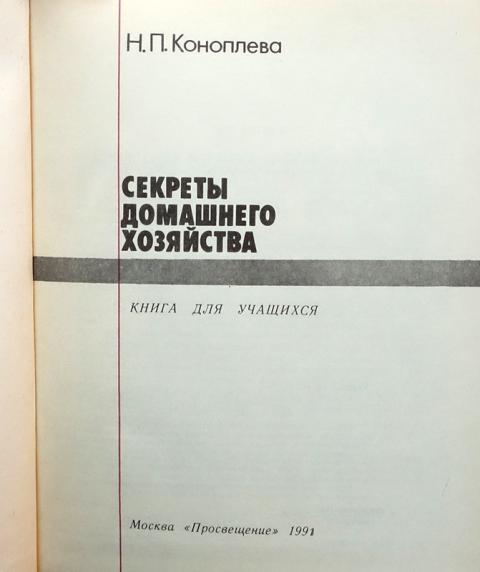 Н.П. Коноплева
СЕКРЕТЫ
ДОМАШНЕГО
ХОЗЯЙСТВА
КНИГА ДЛЯ УЧАЩИХСЯ
Москва «Просвещение» 1991